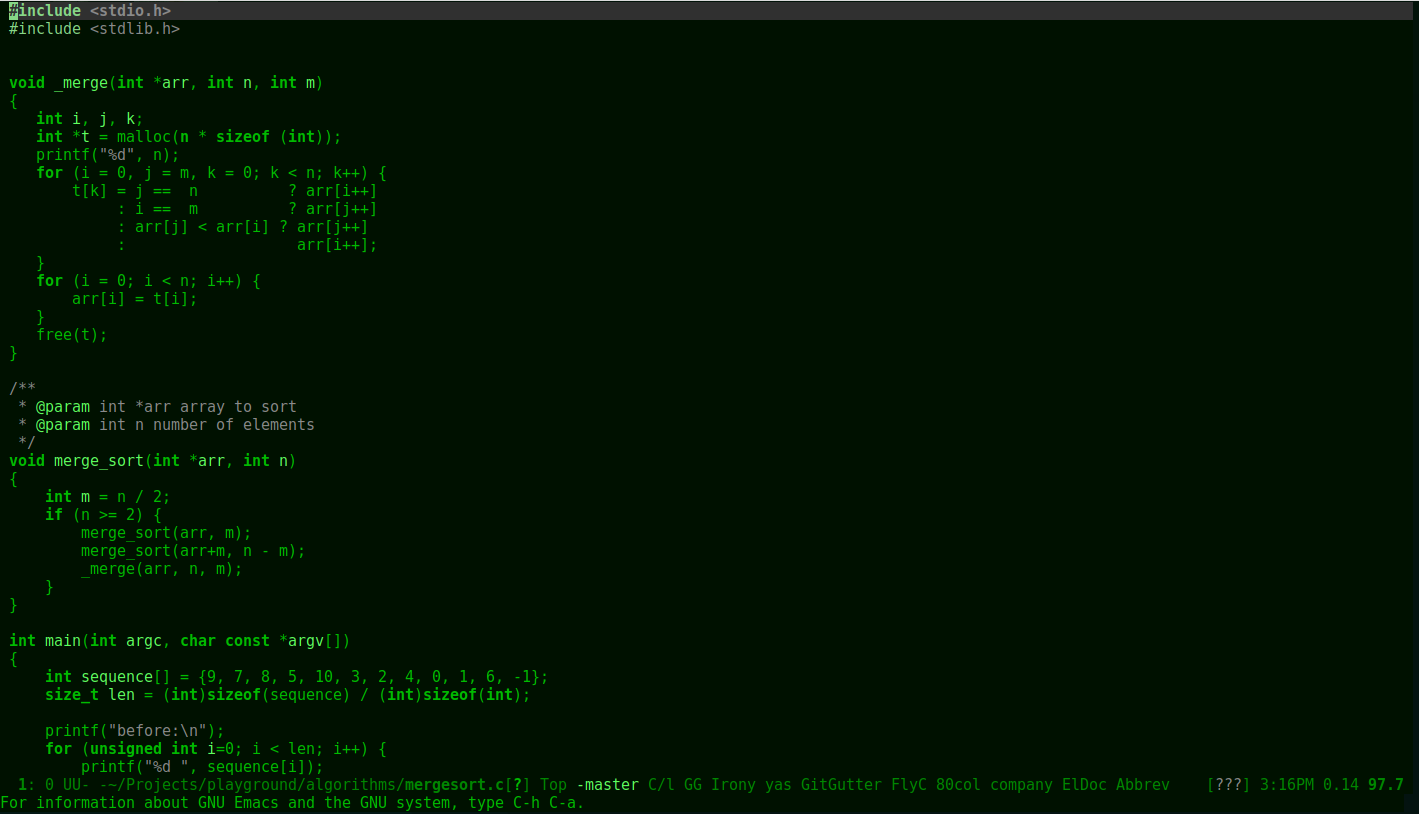 #include <stdio.h>
#include <stdlib.h>
void _merge(int *arr, int n, int m)
{
   int i, j, k;
   int *t = malloc(n * sizeof (int));
   printf("%d", n);
   for (i = 0, j = m, k = 0; k < n; k++) {
       t[k] = j ==  n          ? arr[i++]
            : i ==  m          ? arr[j++]
            : arr[j] < arr[i] ? arr[j++]
            :                   arr[i++];
   }
   for (i = 0; i < n; i++) {
       arr[i] = t[i];
   }
   free(t);
}
/**
 * @param int *arr array to sort
 * @param int n number of elements
 */
void merge_sort(int *arr, int n)
{
    int m = n / 2;
    if (n >= 2) {
        merge_sort(arr, m);
        merge_sort(arr+m, n - m);
        _merge(arr, n, m);
    }
}
int main(int argc, char const *argv[])
{
    int sequence[] = {9, 7, 8, 5, 10, 3, 2, 4, 0, 1, 6, -1};
    size_t len = (int)sizeof(sequence) / (int)sizeof(int);
    printf("before:\n");
    for (unsigned int i=0; i < len; i++) {
        printf("%d ", sequence[i]);
  1: 0 UU- -~/Projects/playground/algorithms/mergesort.c[?] Top -master C/l GG Irony yas GitGutter FlyC 80col company ElDoc Abbrev    [???] 3:16PM 0.14 97.7
For information about GNU Emacs and the GNU system, type C-h C-a.